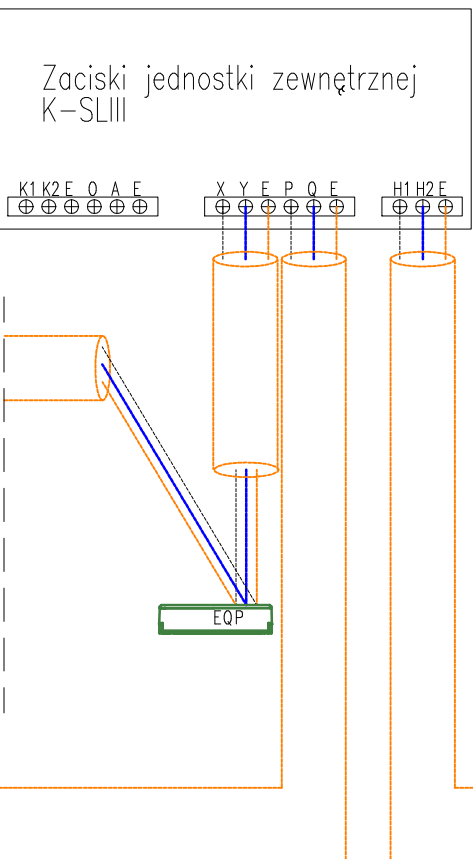 Zaciski jednostki zewnętrznej
K-SLIII
K1 K2 E O A E X Y E P Q E H1 H2 E
EQP